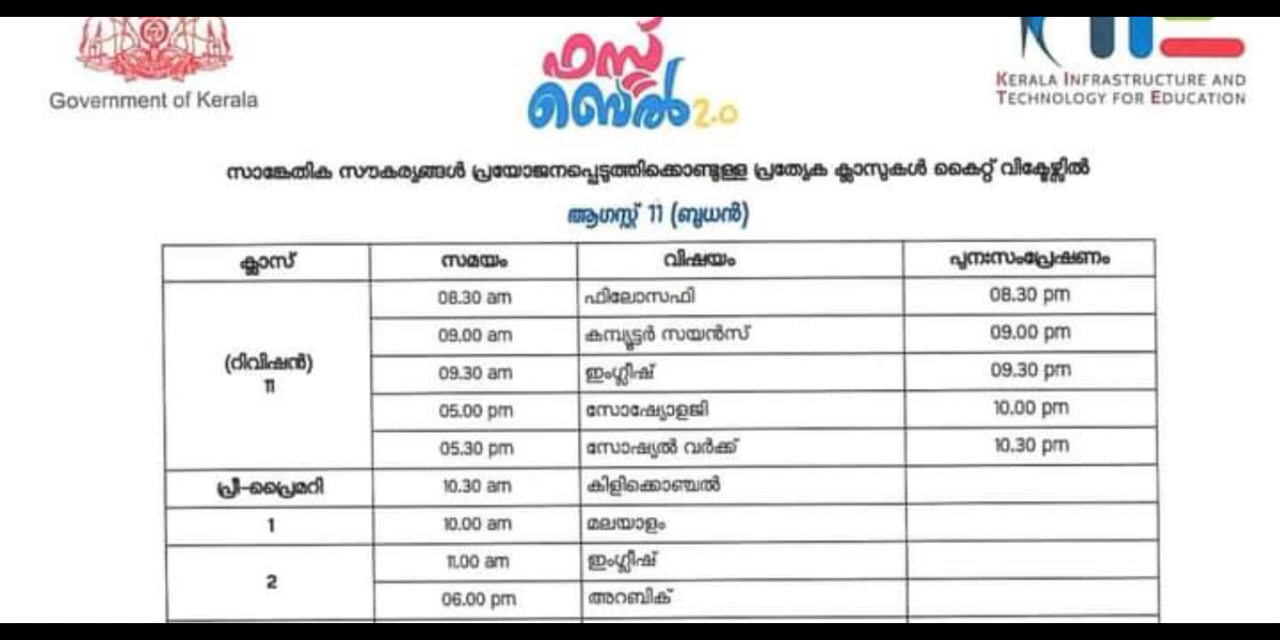 Government of Kerala
ഫസ്റ്റ്
ബെൽ 2.0
KERALA INFRASTRUCTURE AND
TECHNOLOGY FOR EDUCATION
സാങ്കേതിക സൗകര്യങ്ങൾ പ്രയോജനപ്പെടുത്തിക്കൊണ്ടുള്ള പ്രത്യേക ക്ലാസുകൾ കൈറ്റ് വിക്ടേഴ്സിൽ
ആഗസ്റ്റ് 11 (ബുധൻ)
ക്ലാസ് സമയം വിഷയം പുനഃസംപ്രേഷണം
08.30 am ഫിലോസഫി 08.30 pm
09.00 am കമ്പ്യൂട്ടർ സയൻസ് 09.00 pm
(റിവിഷൻ)
11
09.30 am ഇംഗ്ലീഷ് 09.30 pm
05.00 pm സോഷ്യോളജി 10.00 pm
05.30 pm സോഷ്യൽ വർക്ക് 10.30 pm
പ്രീ-പ്രൈമറി 10.30 am കിളിക്കൊഞ്ചൽ
1 10.00 am മലയാളം
2 11.00 am ഇംഗ്ലീഷ്
06.00 pm അറബിക്